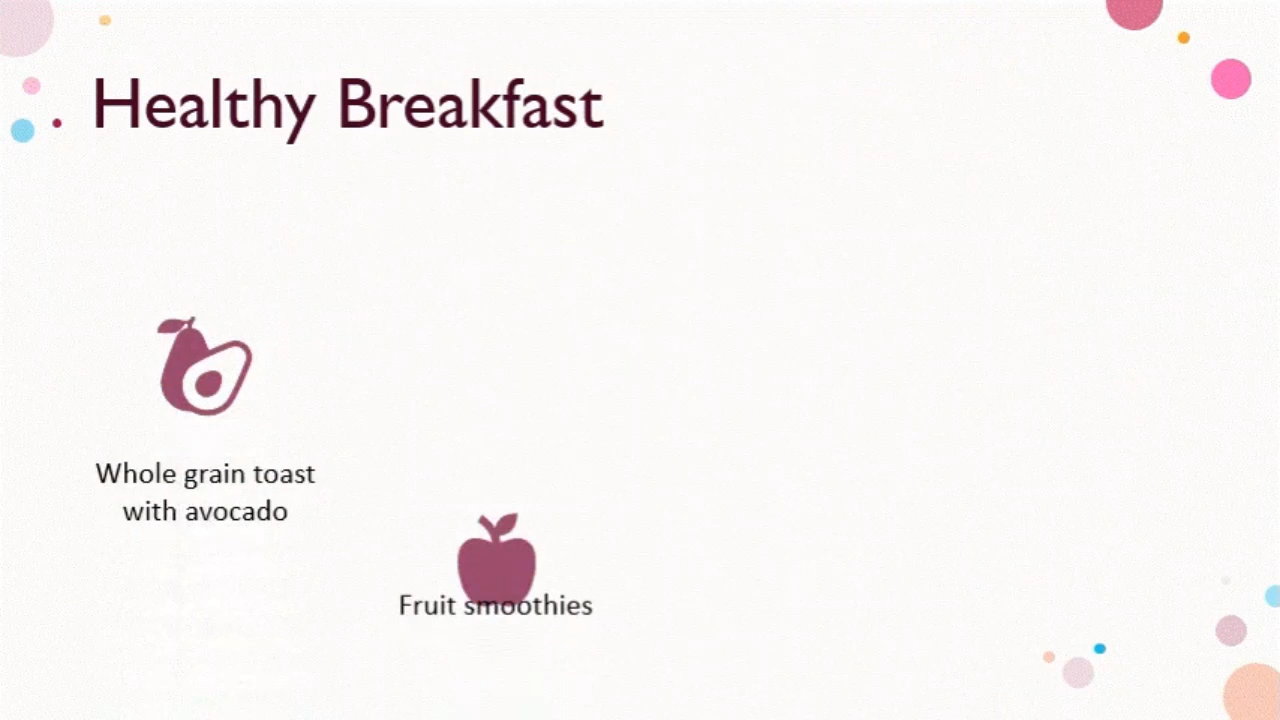 Healthy Breakfast
Whole grain toast
with avocado
Fruit smoothies